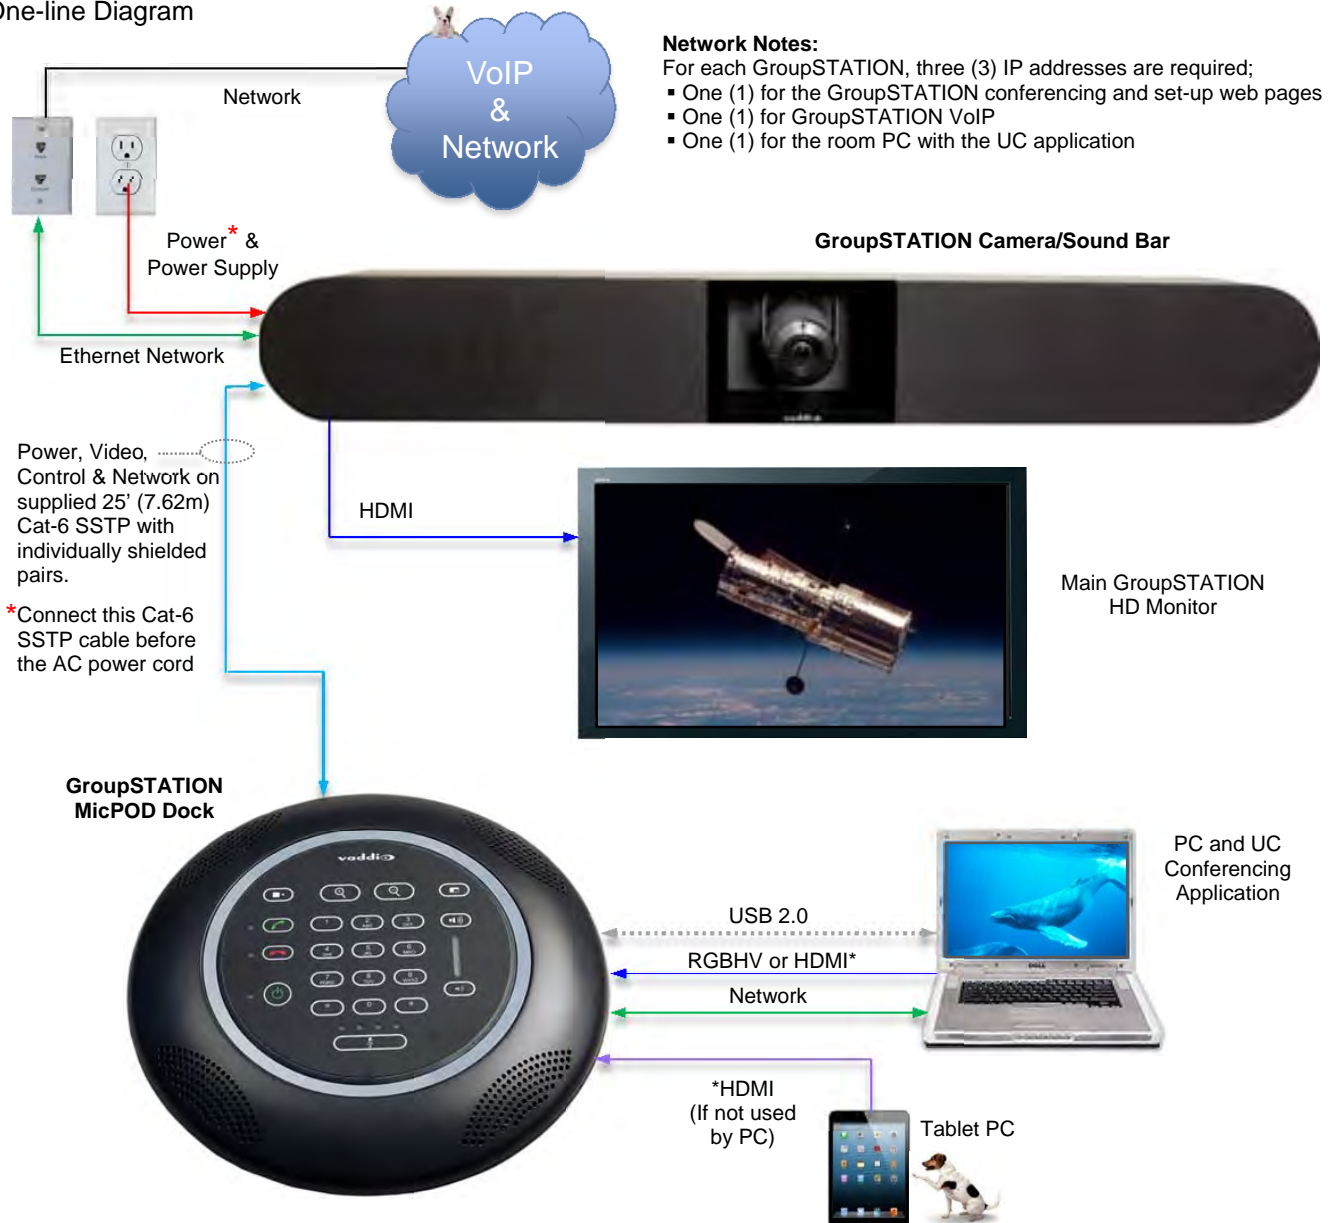 One-line Diagram
VoIP
&
Network
Network
Network Notes:
For each GroupSTATION, three (3) IP addresses are required;
▪ One (1) for the GroupSTATION conferencing and set-up web pages
▪ One (1) for GroupSTATION VoIP
▪ One (1) for the room PC with the UC application
Power* &
Power Supply
GroupSTATION Camera/Sound Bar
Ethernet Network
vaddio
Power, Video,
Control & Network on
supplied 25' (7.62m)
Cat-6 SSTP with
individually shielded
pairs.
*Connect this Cat-6
SSTP cable before
the AC power cord
HDMI
Main GroupSTATION
HD Monitor
GroupSTATION
MicPOD Dock
vaddio
PC and UC
Conferencing
Application
USB 2.0
RGBHV or HDMI*
Network
DELL
*HDMI
(If not used
by PC)
Tablet PC